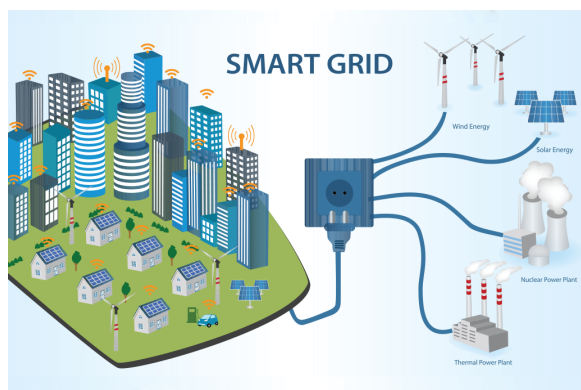 SMART GRID
Wind Energy
Solar Energy
Nuclear Power Plant
Thermal Power Plant